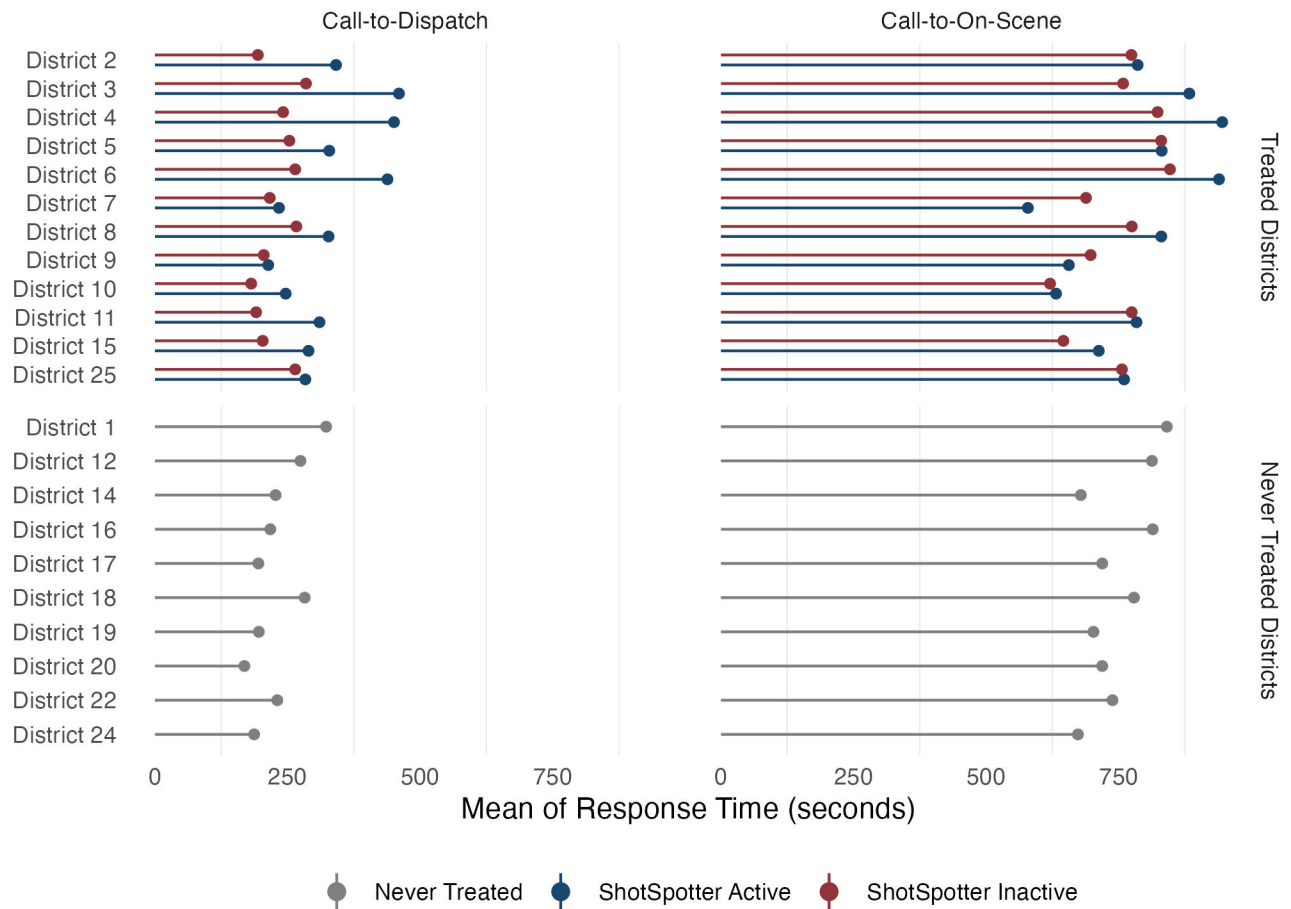 Call-to-Dispatch Call-to-On-Scene
District 2
District 3
District 4
District 5
District 6
District 7
District 8
District 9
District 10
District 11
District 15
District 25
Treated Districts
District 1
District 12
District 14
District 16
District 17
District 18
District 19
District 20
District 22
District 24
Never Treated Districts
0 250 500 750 0 250 500 750
Mean of Response Time (seconds)
Never Treated ShotSpotter Active ShotSpotter Inactive